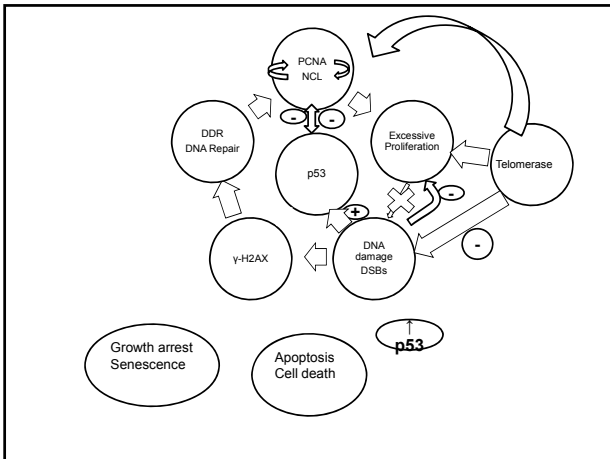 PCNA
NCL
-
-
DDR
DNA Repair
Excessive
Proliferation
Telomerase
p53
-
+
γ-H2AX
DNA
damage
DSBs
-
↑
p53
Growth arrest
Senescence
Apoptosis
Cell death